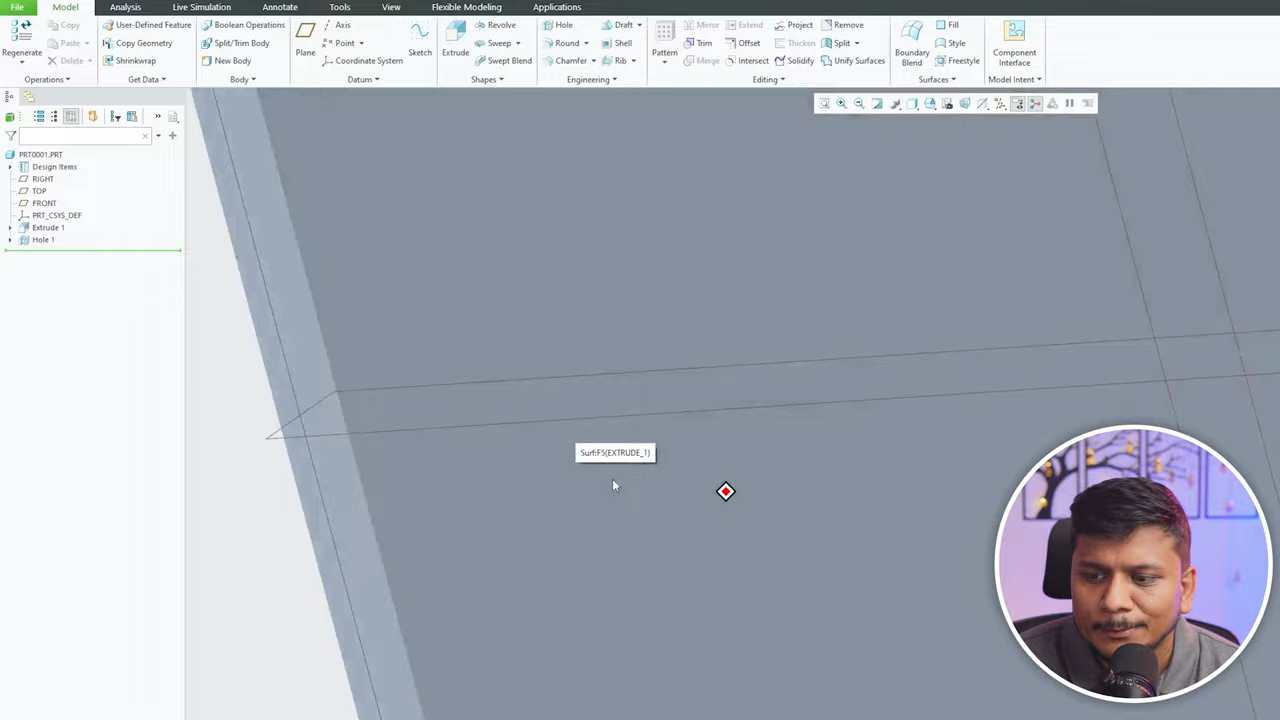 File Model Analysis Live Simulation Annotate Tools View Flexible Modeling Applications
Regenerate
Copy
Paste
Delete
Operations
User-Defined Feature
Copy Geometry
Shrinkwrap
Get Data
Boolean Operations
Split/Trim Body
New Body
Body
Plane
Axis
Point
Coordinate System
Sketch
Datum
Extrude
Revolve
Sweep
Swept Blend
Shapes
Hole
Round
Chamfer
Draft
Shell
Rib
Engineering
Pattern
Mirror
Trim
Merge
Extend
Offset
Intersect
Project
Thicken
Solidify
Remove
Split
Unify Surfaces
Editing
Boundary
Blend
Fill
Style
Freestyle
Surfaces
Component
Interface
Model Intent
PRT0001.PRT
Design Items
RIGHT
TOP
FRONT
PRT_CSYS_DEF
Extrude 1
Hole 1
Surf:F5(EXTRUDE_1)